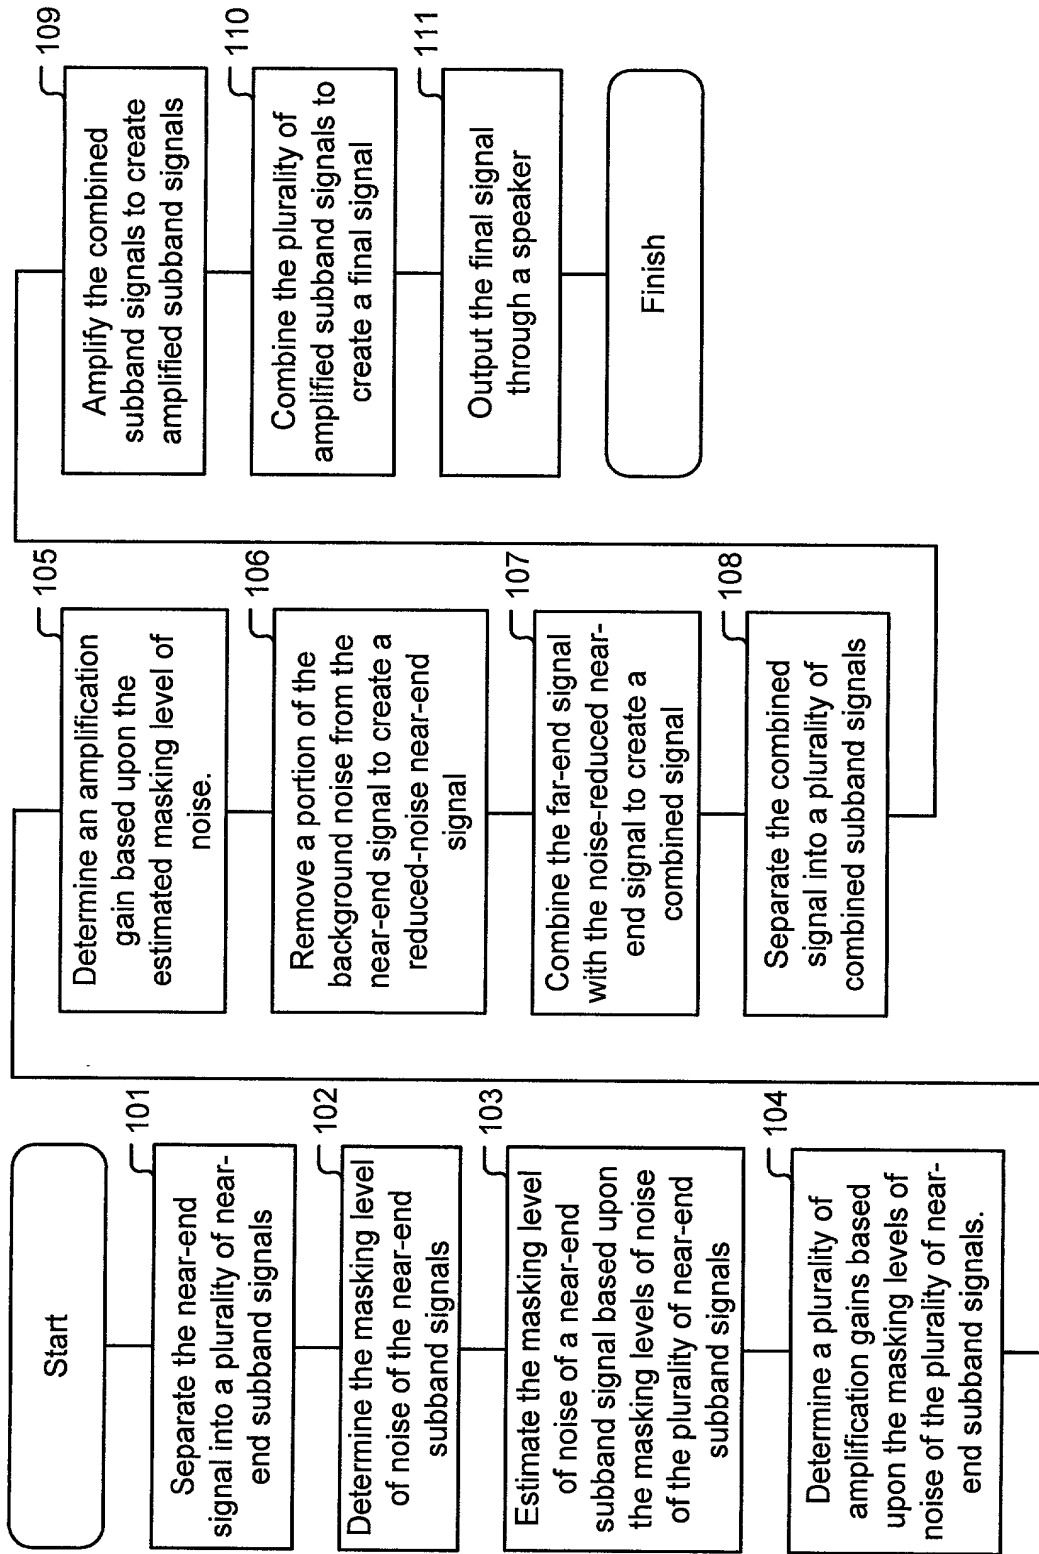 Start
101
Separate the near-end
signal into a plurality of near-
end subband signals
102
Determine the masking level
of noise of the near-end
subband signals
103
Estimate the masking level
of noise of a near-end
subband signal based upon
the masking levels of noise
of the plurality of near-end
subband signals
104
Determine a plurality of
amplification gains based
upon the masking levels of
noise of the plurality of near-
end subband signals.
105
Determine an amplification
gain based upon the
estimated masking level of
noise.
106
Remove a portion of the
background noise from the
near-end signal to create a
reduced-noise near-end
signal
107
Combine the far-end signal
with the noise-reduced near-
end signal to create a
combined signal
108
Separate the combined
signal into a plurality of
combined subband signals
109
Amplify the combined
subband signals to create
amplified subband signals
110
Combine the plurality of
amplified subband signals to
create a final signal
111
Output the final signal
through a speaker
Finish